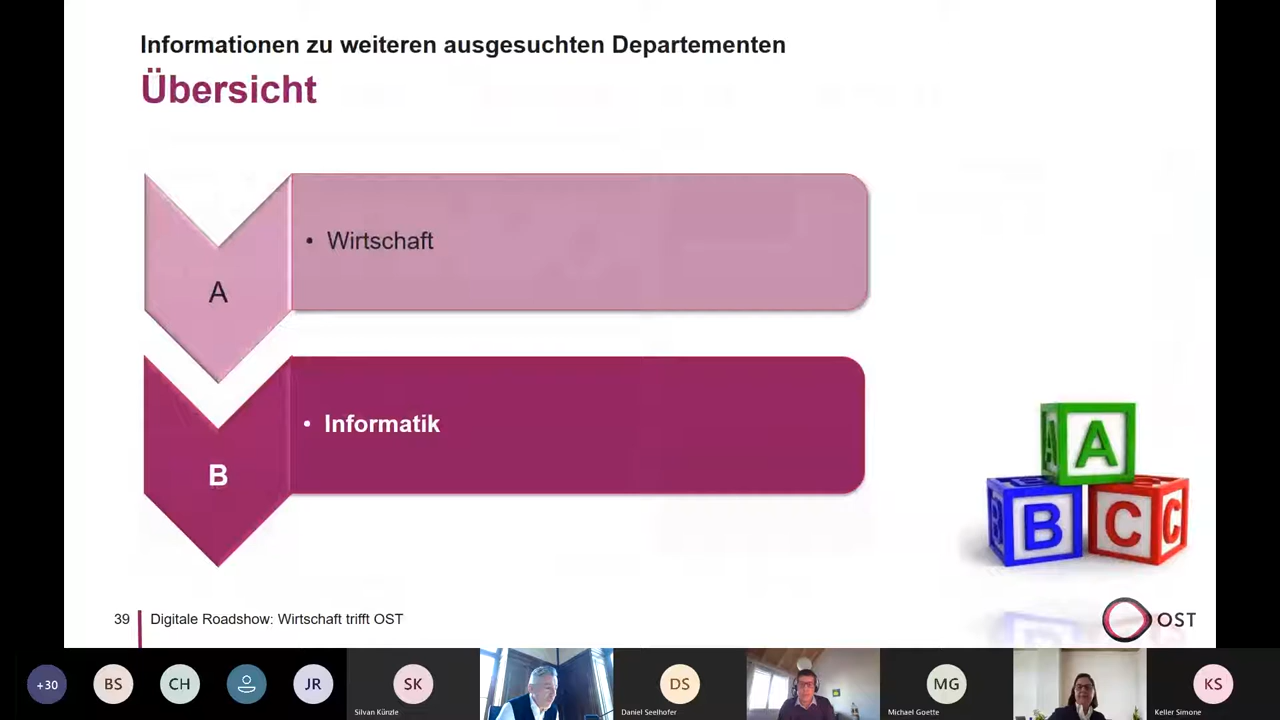 Informationen zu weiteren ausgesuchten Departementen
Übersicht
A
• Wirtschaft
B
• Informatik
A A
B B C C
39 Digitale Roadshow: Wirtschaft trifft OST
OST
+30 BS CH JR SK DS MG KS
Silvan Künzle Daniel Seelhofer Michael Goette Keller Simone